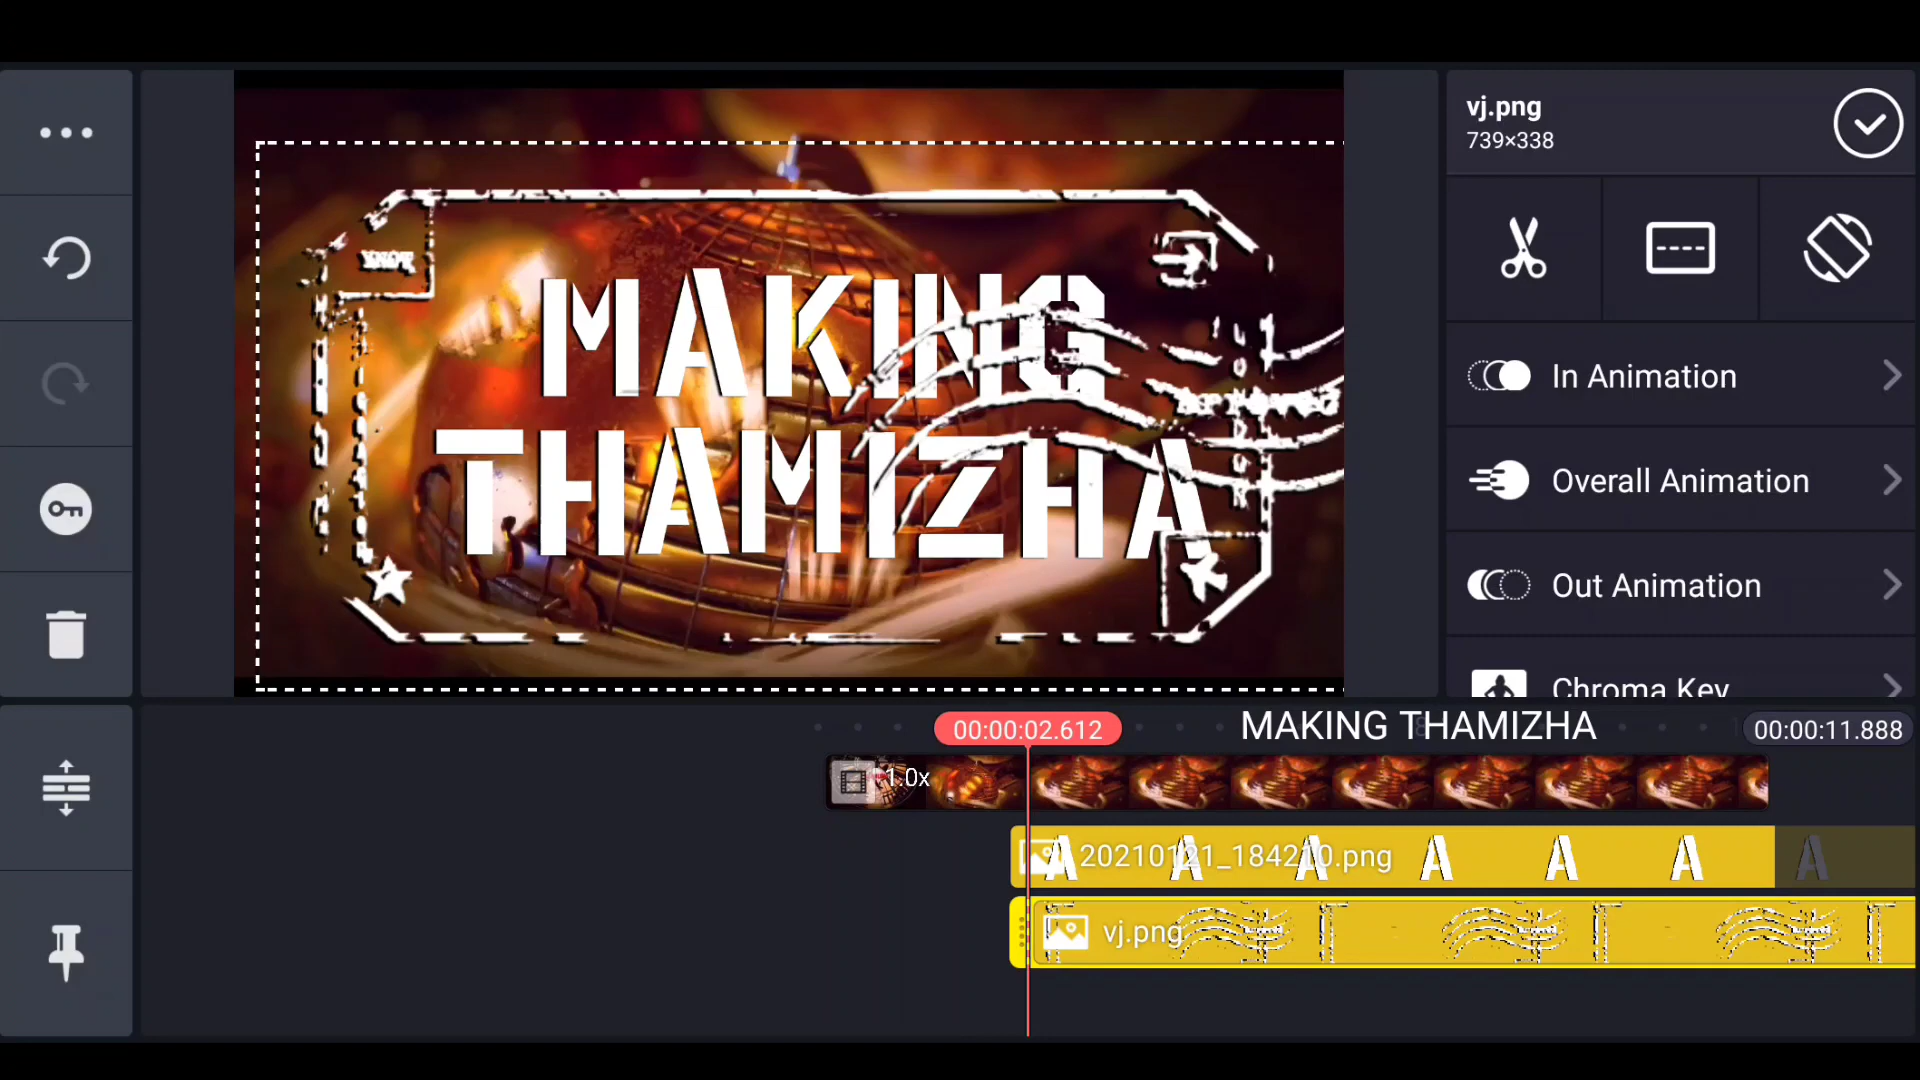 vj.png
739×338
MAKING
THAMIZHA
In Animation
Overall Animation
Out Animation
Chroma Key
00:00:02.612
MAKING THAMIZHA
8
00:00:11.888
1.0x
20210121_184210.png
vj.png